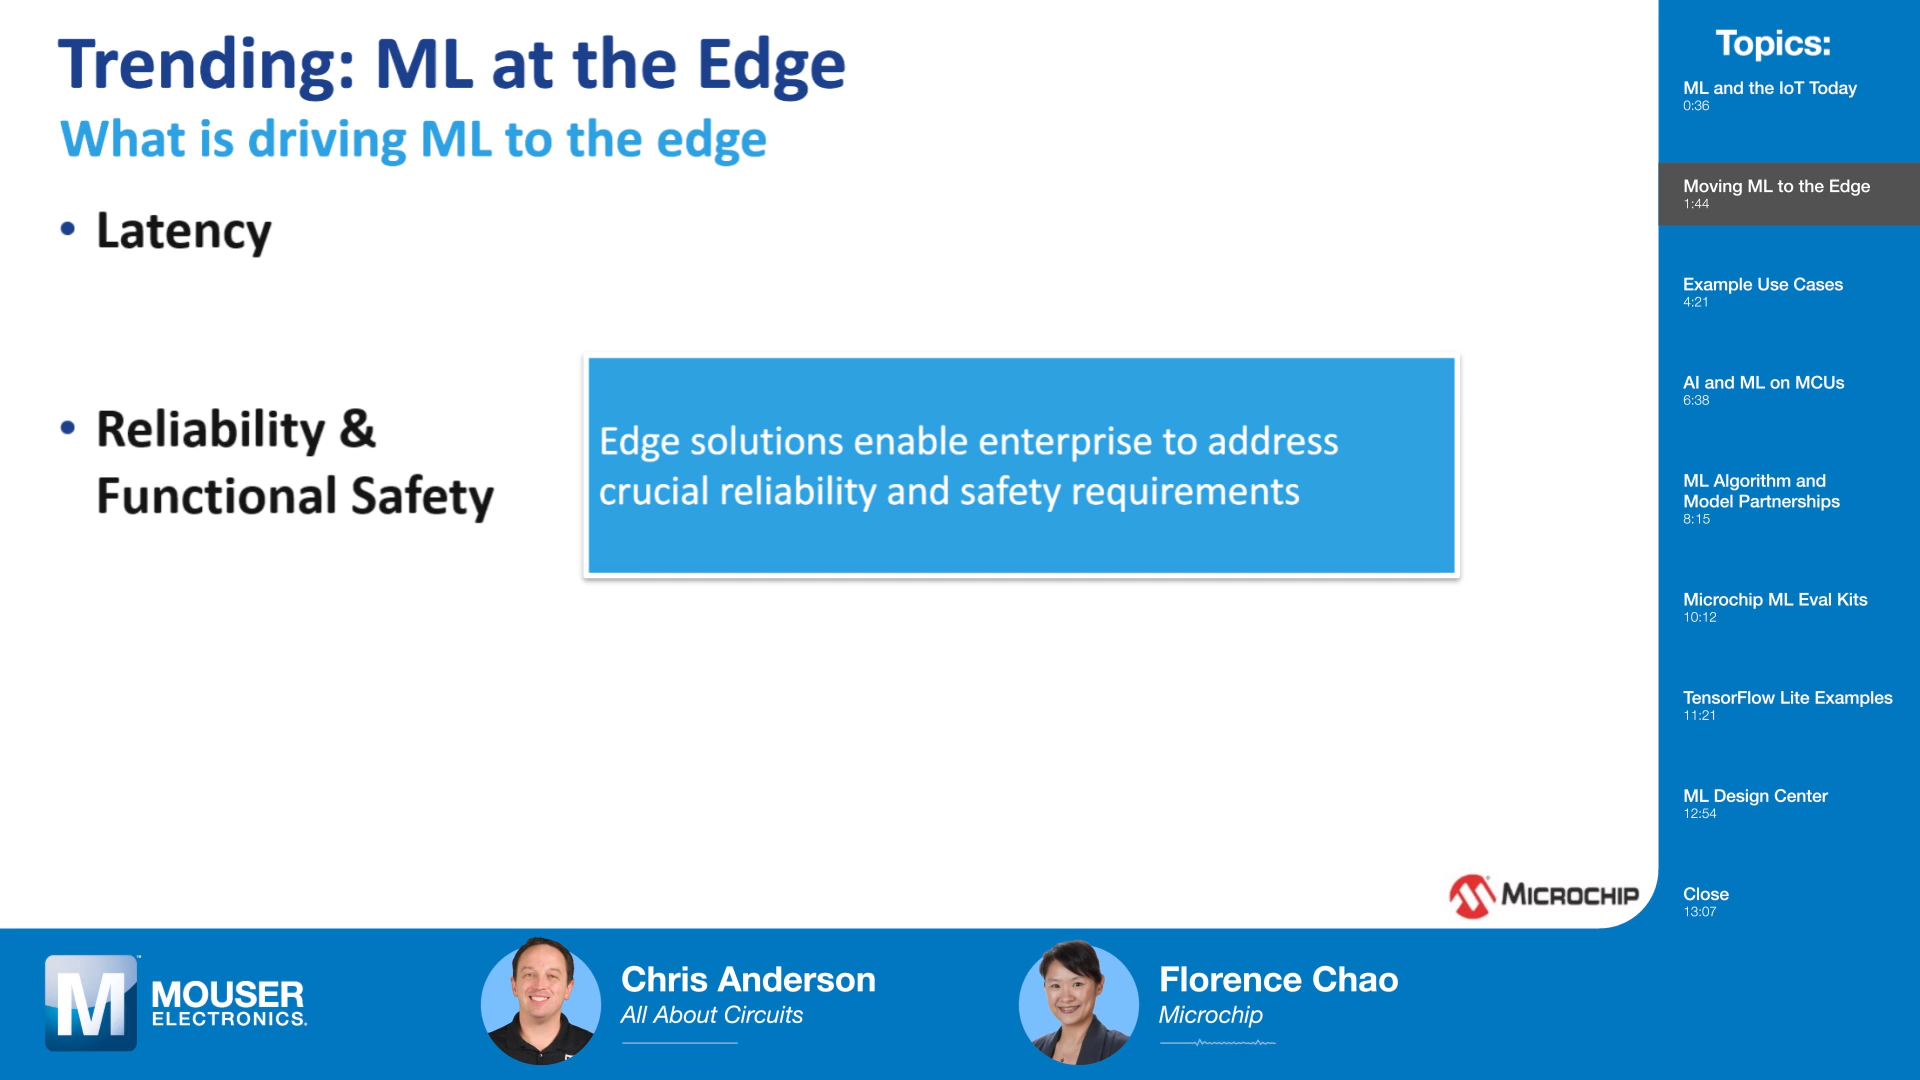 Trending: ML at the Edge
What is driving ML to the edge
• Latency
• Reliability &
Functional Safety
Edge solutions enable enterprise to address
crucial reliability and safety requirements
MICROCHIP
Topics:
ML and the IoT Today
0:36
Moving ML to the Edge
1:44
Example Use Cases
4:21
AI and ML on MCUs
6:38
ML Algorithm and
Model Partnerships
8:15
Microchip ML Eval Kits
10:12
TensorFlow Lite Examples
11:21
ML Design Center
12:54
Close
13:07
M
MOUSER
ELECTRONICS.
Chris Anderson
All About Circuits
Florence Chao
Microchip